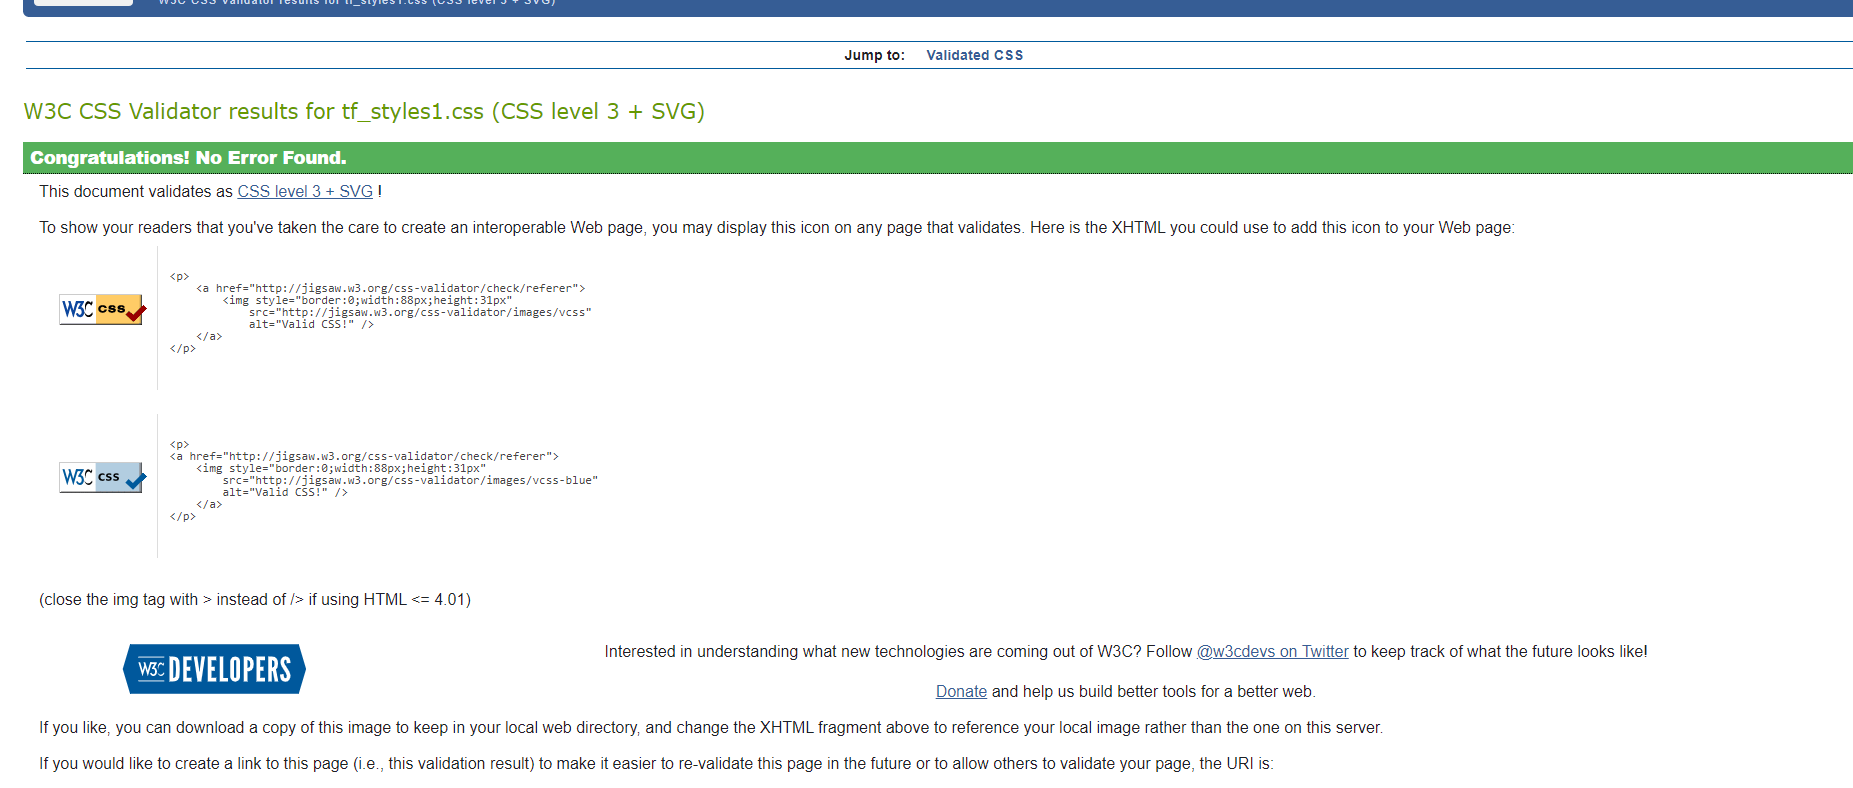 W3C CSS Validator results for tf_styles1.css (CSS level 3 + SVG)
Jump to: Validated CSS
W3C CSS Validator results for tf_styles1.css (CSS level 3 + SVG)
Congratulations! No Error Found.
This document validates as CSS level 3 + SVG !
To show your readers that you've taken the care to create an interoperable Web page, you may display this icon on any page that validates. Here is the XHTML you could use to add this icon to your Web page:
W3C css
<p>
    <a href="http://jigsaw.w3.org/css-validator/check/referer">
        <img style="border:0;width:88px;height:31px"
            src="http://jigsaw.w3.org/css-validator/images/vcss"
            alt="Valid CSS!" />
    </a>
</p>
W3C css
<p>
<a href="http://jigsaw.w3.org/css-validator/check/referer">
    <img style="border:0;width:88px;height:31px"
        src="http://jigsaw.w3.org/css-validator/images/vcss-blue"
        alt="Valid CSS!" />
    </a>
</p>
(close the img tag with > instead of /> if using HTML <= 4.01)
W3C DEVELOPERS
Interested in understanding what new technologies are coming out of W3C? Follow @w3cdevs on Twitter to keep track of what the future looks like!
Donate and help us build better tools for a better web.
If you like, you can download a copy of this image to keep in your local web directory, and change the XHTML fragment above to reference your local image rather than the one on this server.
If you would like to create a link to this page (i.e., this validation result) to make it easier to re-validate this page in the future or to allow others to validate your page, the URI is: